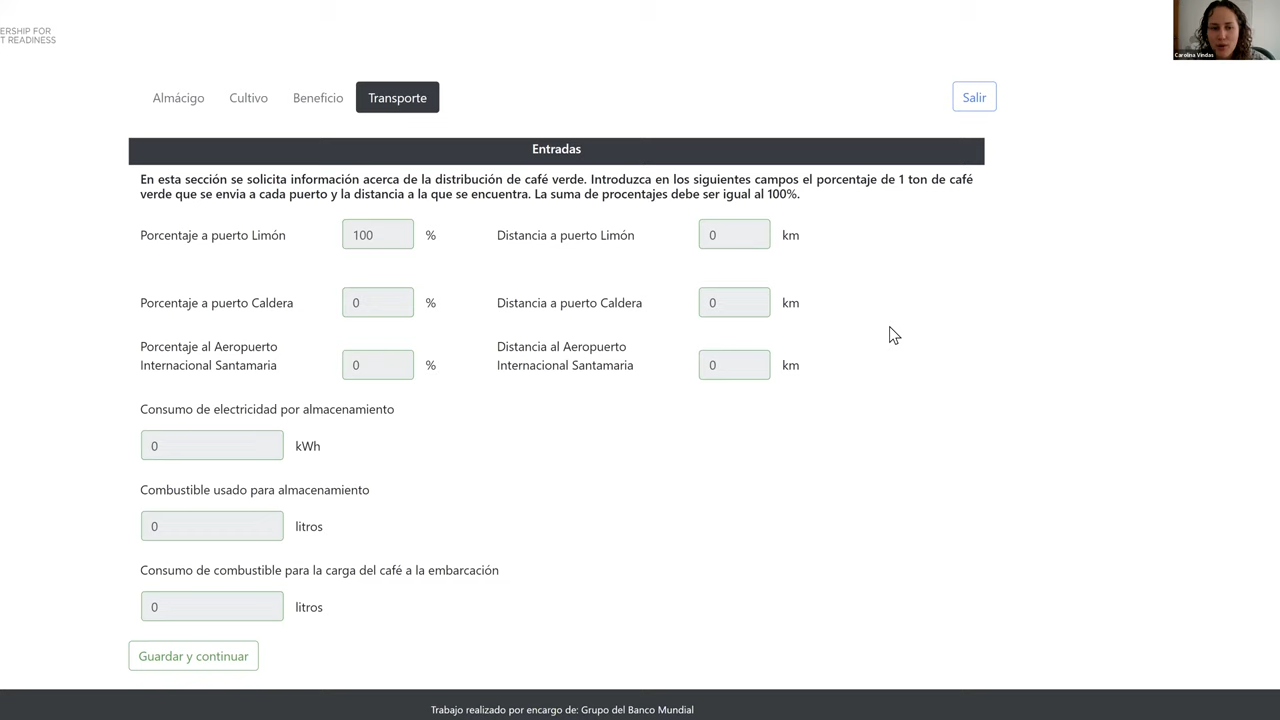 ERSHIP FOR
T READINESS
Carolina Vindas
Almácigo Cultivo Beneficio Transporte Salir
Entradas
En esta sección se solicita información acerca de la distribución de café verde. Introduzca en los siguientes campos el porcentaje de 1 ton de café
verde que se envia a cada puerto y la distancia a la que se encuentra. La suma de procentajes debe ser igual al 100%.
Porcentaje a puerto Limón 100 % Distancia a puerto Limón 0 km
Porcentaje a puerto Caldera 0 % Distancia a puerto Caldera 0 km
Porcentaje al Aeropuerto
Internacional Santamaria 0 %
Distancia al Aeropuerto
Internacional Santamaria 0 km
Consumo de electricidad por almacenamiento
0 kWh
Combustible usado para almacenamiento
0 litros
Consumo de combustible para la carga del café a la embarcación
0 litros
Guardar y continuar
Trabajo realizado por encargo de: Grupo del Banco Mundial